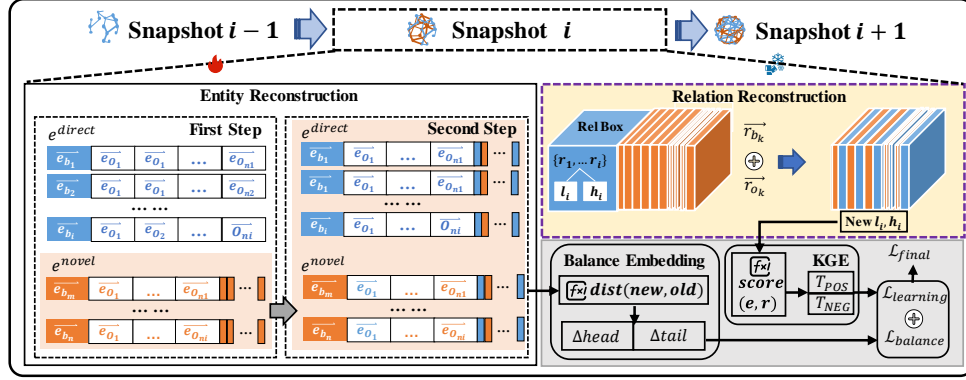 Snapshot i − 1
Snapshot i
Snapshot i + 1
Entity Reconstruction
First Step
e^direct
e_b1 e_O1 e_O1 ... e_On1
e_b2 e_O1 e_O1 ... e_On2
... ...
e_bi e_O1 e_O2 ... O_ni
e^novel
e_bm e_O1 ... e_On1 ...
... ...
e_bn e_O1 ... e_Oni ...
Second Step
e^direct
e_b1 e_O1 ... e_On1 ...
e_b1 e_O1 ... e_On1 ...
... ...
e_bi e_O1 ... O_ni ...
e^novel
e_bm e_O1 ... e_On1 ...
... ...
e_bn e_O1 ... e_Oni ...
Relation Reconstruction
Rel Box
{r_1, ... r_i}
l_i h_i
r_bk
+
r_ok
New l_i, h_i
Balance Embedding
f(x) dist(new, old)
Δhead Δtail
KGE
f(x)
score
(e, r)
T_POS
T_NEG
L_final
L_learning
+
L_balance